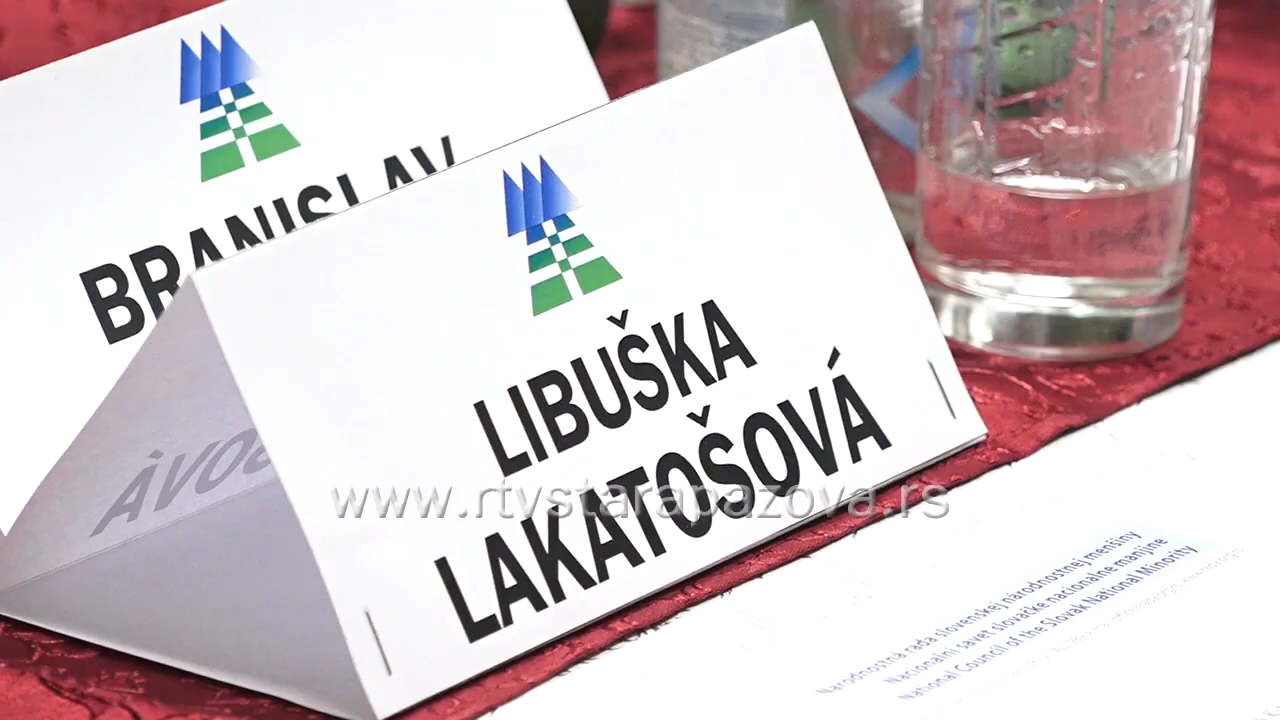 BRANISLAV
LIBUŠKA
LAKATOŠOVÁ
www.rtvstarapazova.rs
Národnostná rada slovenskej národnostnej menšiny
Nacionalni savet slovačke nacionalne manjine
National Council of the Slovak National Minority